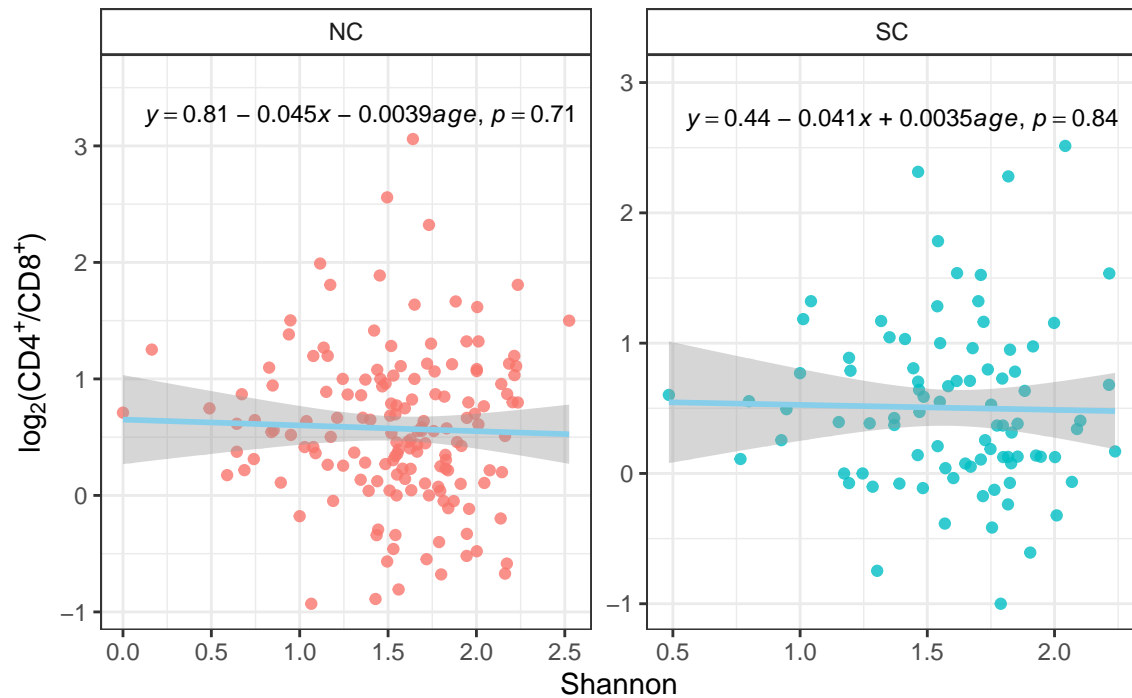 NC
SC
y = 0.81 − 0.045x − 0.0039age, p = 0.71
y = 0.44 − 0.041x + 0.0035age, p = 0.84
log₂(CD4⁺/CD8⁺)
3
2
1
0
−1
3
2
1
0
−1
0.0 0.5 1.0 1.5 2.0 2.5
0.5 1.0 1.5 2.0
Shannon